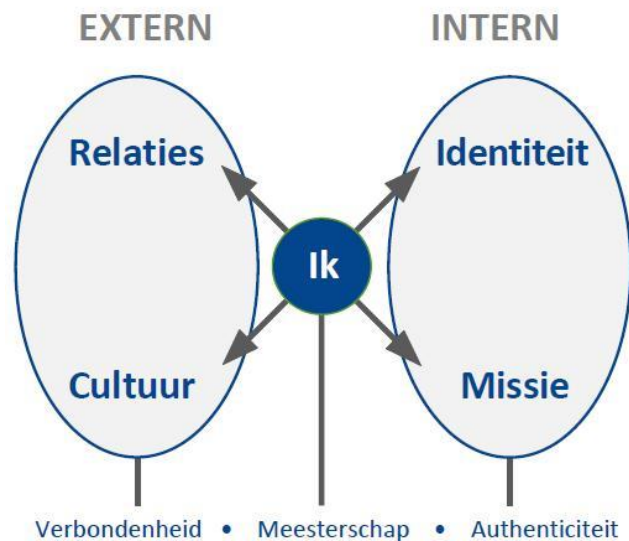 EXTERN INTERN
Relaties Identiteit
Ik
Cultuur Missie
Verbondenheid • Meesterschap • Authenticiteit